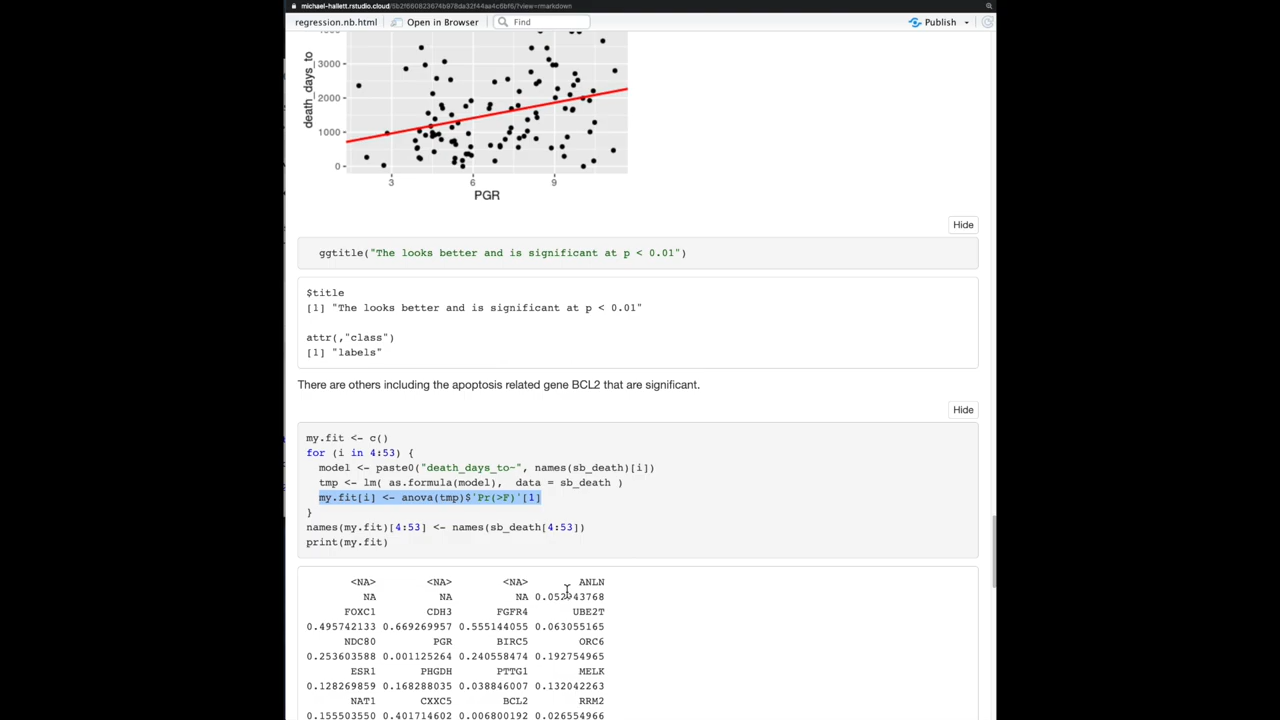 michael-hallett.rstudio.cloud/5b2f660823674b978da32f44aa4c6bf6/?view=rmarkdown
regression.nb.html Open in Browser Find Publish
death_days_to
3000
2000
1000
0
3 6 9
PGR
Hide
ggtitle("The looks better and is significant at p < 0.01")
$title
[1] "The looks better and is significant at p < 0.01"
attr(,"class")
[1] "labels"
There are others including the apoptosis related gene BCL2 that are significant.
Hide
my.fit <- c()
for (i in 4:53) {
model <- paste0("death_days_to~", names(sb_death)[i])
tmp <- lm( as.formula(model), data = sb_death )
my.fit[i] <- anova(tmp)$'Pr(>F)'[1]
}
names(my.fit)[4:53] <- names(sb_death[4:53])
print(my.fit)
<NA> <NA> <NA> ANLN
NA NA NA
FOXC1 CDH3 FGFR4 UBE2T
0.495742133 0.669269957 0.555144055 0.063055165
NDC80 PGR BIRC5 ORC6
0.253603588 0.001125264 0.240558474 0.192754965
ESR1 PHGDH PTTG1 MELK
0.128269859 0.168288035 0.038846007 0.132042263
NAT1 CXXC5 BCL2 RRM2
0.155503550 0.401714602 0.006800192 0.026554966